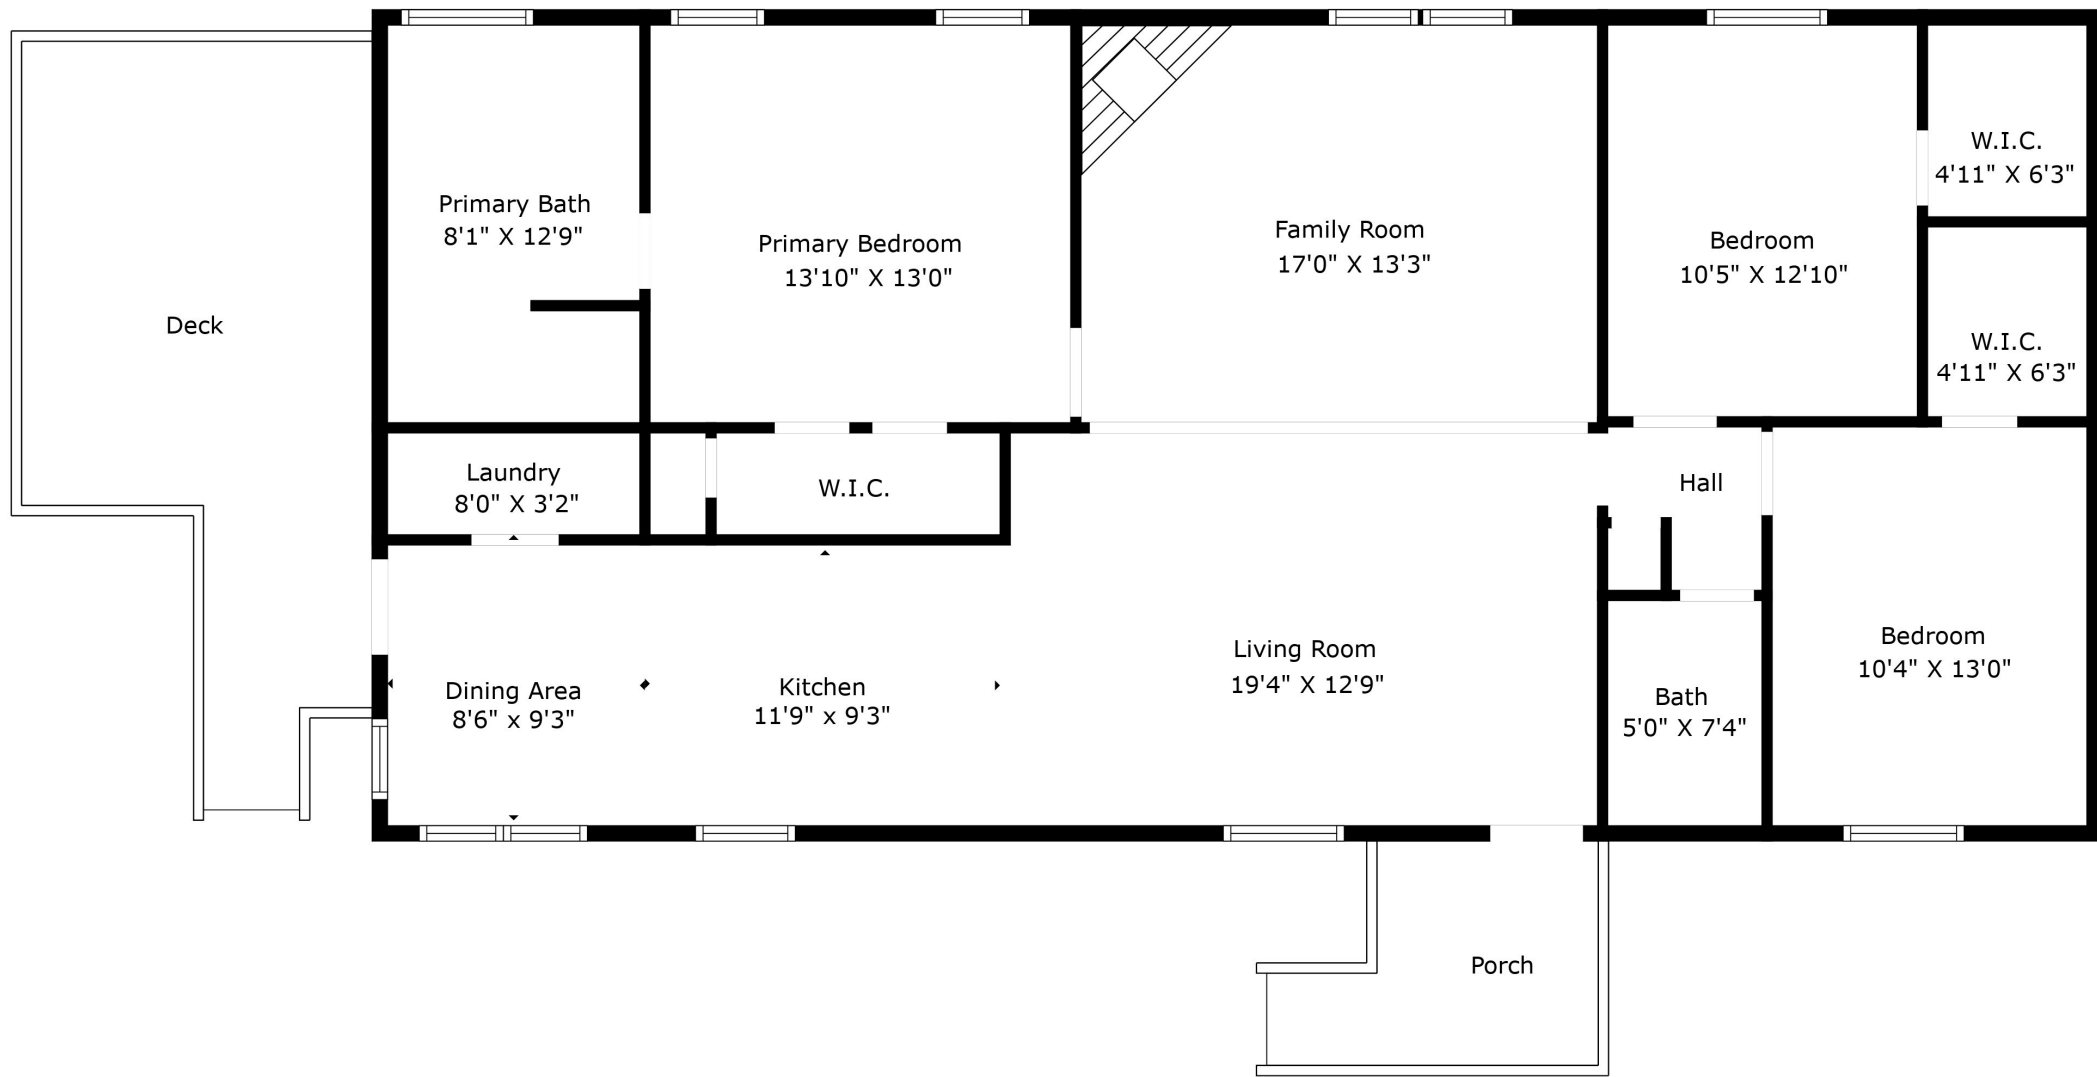 Primary Bath
8'1" X 12'9"
Primary Bedroom
13'10" X 13'0"
Family Room
17'0" X 13'3"
Bedroom
10'5" X 12'10"
W.I.C.
4'11" X 6'3"
W.I.C.
4'11" X 6'3"
Deck
Laundry
8'0" X 3'2"
W.I.C.
Hall
Dining Area
8'6" x 9'3"
Kitchen
11'9" x 9'3"
Living Room
19'4" X 12'9"
Bath
5'0" X 7'4"
Bedroom
10'4" X 13'0"
Porch